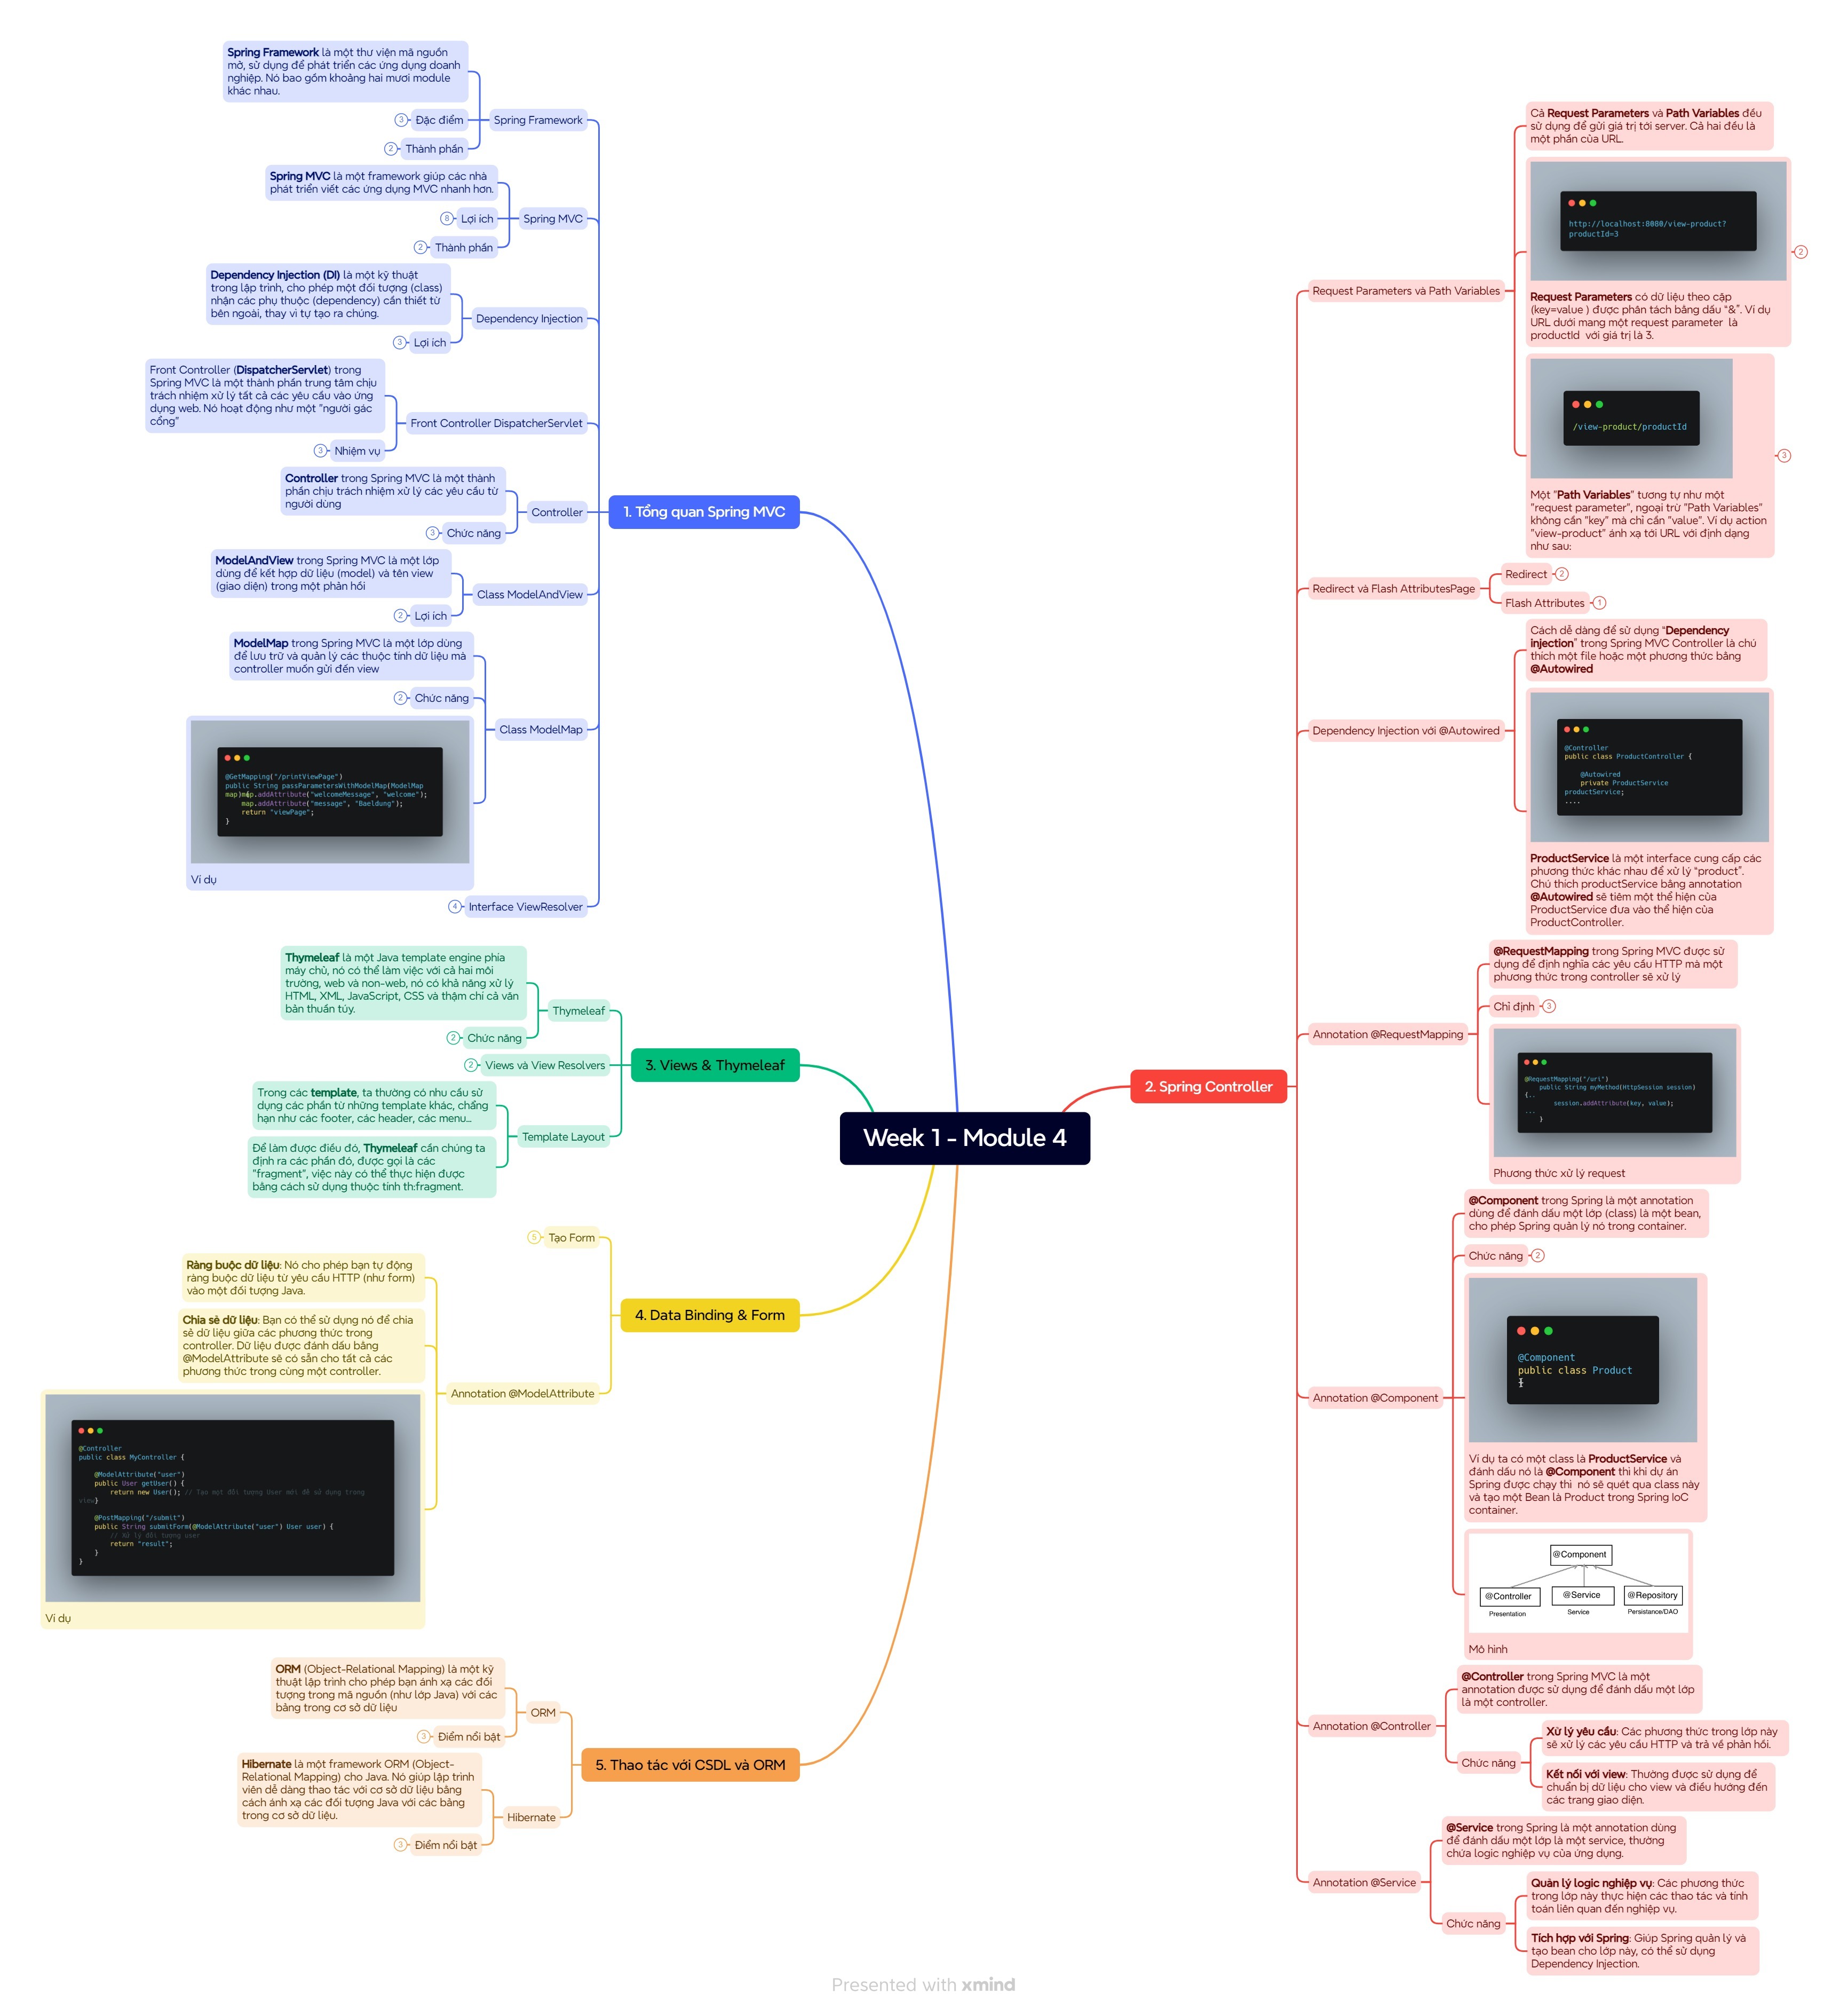 Week 1 - Module 4
1. Tổng quan Spring MVC
Spring Framework
Spring Framework là một thư viện mã nguồn
mở, sử dụng để phát triển các ứng dụng doanh
nghiệp. Nó bao gồm khoảng hai mươi module
khác nhau.
Đặc điểm
3
Thành phần
2
Spring MVC
Spring MVC là một framework giúp các nhà
phát triển viết các ứng dụng MVC nhanh hơn.
Lợi ích
8
Thành phần
2
Dependency Injection
Dependency Injection (DI) là một kỹ thuật
trong lập trình, cho phép một đối tượng (class)
nhận các phụ thuộc (dependency) cần thiết từ
bên ngoài, thay vì tự tạo ra chúng.
Lợi ích
3
Front Controller DispatcherServlet
Front Controller (DispatcherServlet) trong
Spring MVC là một thành phần trung tâm chịu
trách nhiệm xử lý tất cả các yêu cầu vào ứng
dụng web. Nó hoạt động như một "người gác
cổng"
Nhiệm vụ
3
Controller
Controller trong Spring MVC là một thành
phần chịu trách nhiệm xử lý các yêu cầu từ
người dùng
Chức năng
3
Class ModelAndView
ModelAndView trong Spring MVC là một lớp
dùng để kết hợp dữ liệu (model) và tên view
(giao diện) trong một phản hồi
Lợi ích
2
Class ModelMap
ModelMap trong Spring MVC là một lớp dùng
để lưu trữ và quản lý các thuộc tính dữ liệu mà
controller muốn gửi đến view
Chức năng
2
@GetMapping("/printViewPage")
public String passParametersWithModelMap(ModelMap
map.addAttribute("welcomeMessage", "welcome");
map.addAttribute("message", "Baeldung");
return "viewPage";
}
Ví dụ
Interface ViewResolver
4
2. Spring Controller
Request Parameters và Path Variables
Cả Request Parameters và Path Variables đều
sử dụng để gửi giá trị tới server. Cả hai đều là
một phần của URL.
http://localhost:8080/view-product?
productId=3
Request Parameters có dữ liệu theo cặp
(key=value ) được phân tách bằng dấu "&". Ví dụ
URL dưới mang một request parameter  là
productId  với giá trị là 3.
2
/view-product/productId
Một "Path Variables" tương tự như một
"request parameter", ngoại trừ "Path Variables"
không cần "key" mà chỉ cần "value". Ví dụ action
"view-product" ánh xạ tới URL với định dạng
như sau:
3
Redirect và Flash AttributesPage
Redirect
2
Flash Attributes
1
Dependency Injection với @Autowired
Cách dễ dàng để sử dụng "Dependency
injection" trong Spring MVC Controller là chú
thích một file hoặc một phương thức bằng
@Autowired
@Controller
public class ProductController {
@Autowired
private ProductService
productService;
....
ProductService là một interface cung cấp các
phương thức khác nhau để xử lý "product".
Chú thích productService bằng annotation
@Autowired sẽ tiêm một thể hiện của
ProductService đưa vào thể hiện của
ProductController.
Annotation @RequestMapping
@RequestMapping trong Spring MVC được sử
dụng để định nghĩa các yêu cầu HTTP mà một
phương thức trong controller sẽ xử lý
Chỉ định
3
@RequestMapping("/uri")
public String myMethod(HttpSession session)
{..
session.addAttribute(key, value);
...
}
Phương thức xử lý request
Annotation @Component
@Component trong Spring là một annotation
dùng để đánh dấu một lớp (class) là một bean,
cho phép Spring quản lý nó trong container.
Chức năng
2
@Component
public class Product
Ví dụ ta có một class là ProductService và
đánh dấu nó là @Component thì khi dự án
Spring được chạy thì  nó sẽ quét qua class này
và tạo một Bean là Product trong Spring IoC
container.
@Component
@Controller
@Service
@Repository
Presentation
Service
Persistance/DAO
Mô hình
Annotation @Controller
@Controller trong Spring MVC là một
annotation được sử dụng để đánh dấu một lớp
là một controller.
Chức năng
Xử lý yêu cầu: Các phương thức trong lớp này
sẽ xử lý các yêu cầu HTTP và trả về phản hồi.
Kết nối với view: Thường được sử dụng để
chuẩn bị dữ liệu cho view và điều hướng đến
các trang giao diện.
Annotation @Service
@Service trong Spring là một annotation dùng
để đánh dấu một lớp là một service, thường
chứa logic nghiệp vụ của ứng dụng.
Chức năng
Quản lý logic nghiệp vụ: Các phương thức
trong lớp này thực hiện các thao tác và tính
toán liên quan đến nghiệp vụ.
Tích hợp với Spring: Giúp Spring quản lý và
tạo bean cho lớp này, có thể sử dụng
Dependency Injection.
3. Views & Thymeleaf
Thymeleaf
Thymeleaf là một Java template engine phía
máy chủ, nó có thể làm việc với cả hai môi
trường, web và non-web, nó có khả năng xử lý
HTML, XML, JavaScript, CSS và thậm chí cả văn
bản thuần túy.
Chức năng
2
Views và View Resolvers
2
Template Layout
Trong các template, ta thường có nhu cầu sử
dụng các phần từ những template khác, chẳng
hạn như các footer, các header, các menu...
Để làm được điều đó, Thymeleaf cần chúng ta
định ra các phần đó, được gọi là các
"fragment", việc này có thể thực hiện được
bằng cách sử dụng thuộc tính th:fragment.
4. Data Binding & Form
Tạo Form
5
Annotation @ModelAttribute
Ràng buộc dữ liệu: Nó cho phép bạn tự động
ràng buộc dữ liệu từ yêu cầu HTTP (như form)
vào một đối tượng Java.
Chia sẻ dữ liệu: Bạn có thể sử dụng nó để chia
sẻ dữ liệu giữa các phương thức trong
controller. Dữ liệu được đánh dấu bằng
@ModelAttribute sẽ có sẵn cho tất cả các
phương thức trong cùng một controller.
@Controller
public class MyController {
@ModelAttribute("user")
public User getUser() {
return new User(); // Tạo một đối tượng User mới để sử dụng trong
view}
@PostMapping("/submit")
public String submitForm(@ModelAttribute("user") User user) {
// Xử lý đối tượng user
return "result";
}
}
Ví dụ
5. Thao tác với CSDL và ORM
ORM
ORM (Object-Relational Mapping) là một kỹ
thuật lập trình cho phép bạn ánh xạ các đối
tượng trong mã nguồn (như lớp Java) với các
bảng trong cơ sở dữ liệu
Điểm nổi bật
3
Hibernate
Hibernate là một framework ORM (Object-
Relational Mapping) cho Java. Nó giúp lập trình
viên dễ dàng thao tác với cơ sở dữ liệu bằng
cách ánh xạ các đối tượng Java với các bảng
trong cơ sở dữ liệu.
Điểm nổi bật
3
Presented with xmind